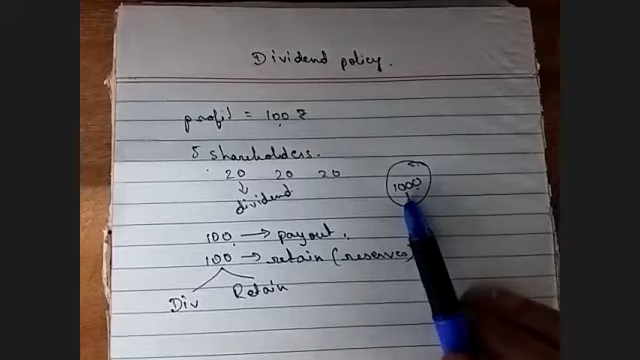 Dividend policy.
profit = 100 ₹
5 shareholders.
20 20 20
dividend
1000
100 → payout.
100 → retain (reserves)
Div Retain